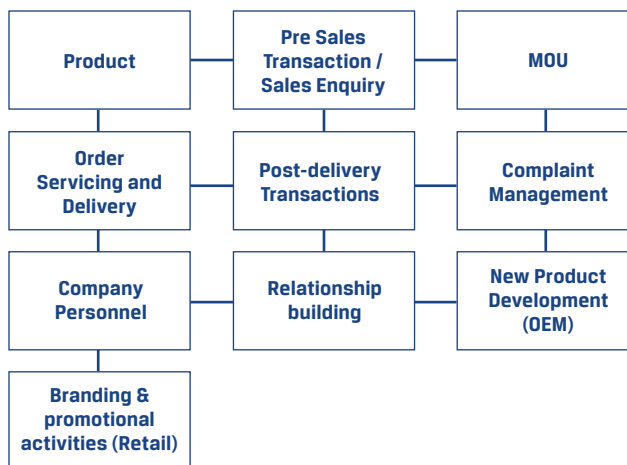 Product
Pre Sales
Transaction /
Sales Enquiry
MOU
Order
Servicing and
Delivery
Post-delivery
Transactions
Complaint
Management
Company
Personnel
Relationship
building
New Product
Development
(OEM)
Branding &
promotional
activities (Retail)